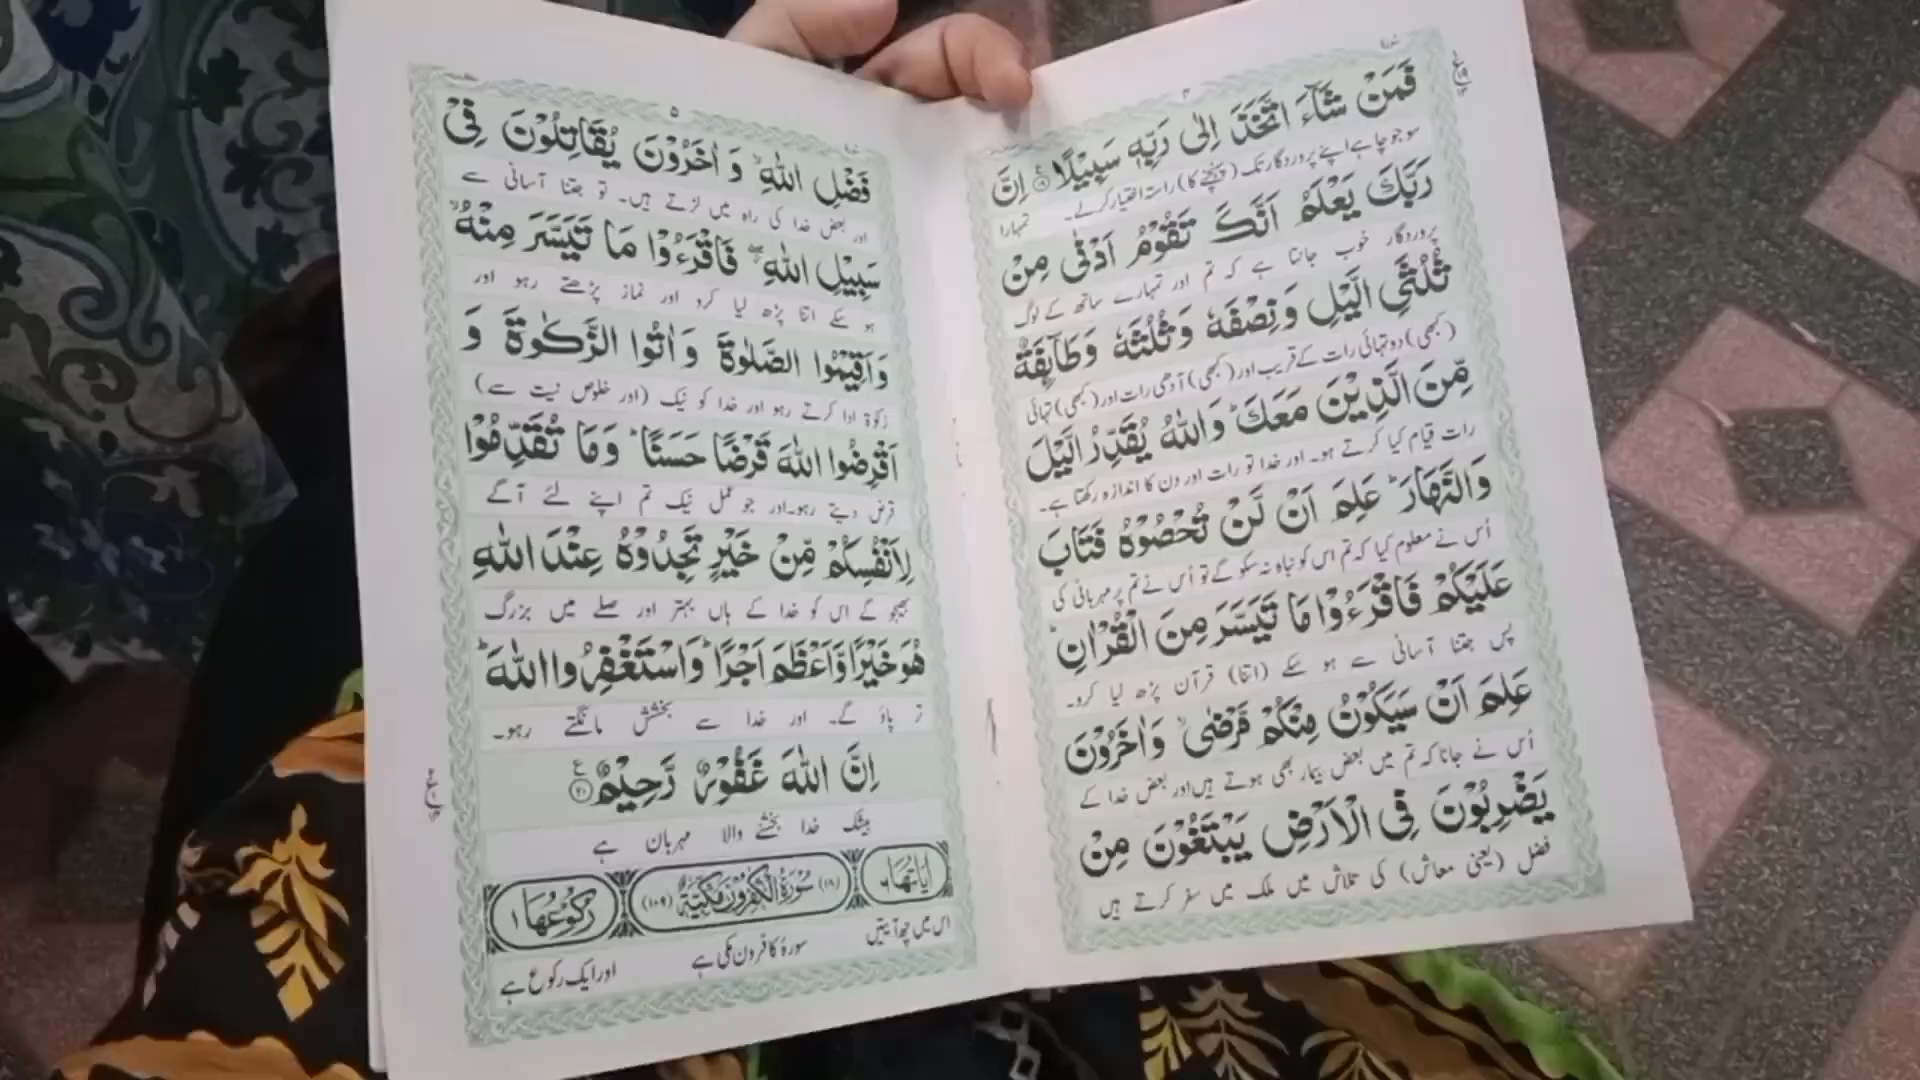 ۴
فَمَنْ شَآءَ اتَّخَذَ اِلٰى رَبِّهٖ سَبِيْلًا ۱۹ اِنَّ
سو جو چاہے اپنے پروردگار تک (پہنچنے کا) راستہ اختیار کرلے۔ تمہارا
رَبَّكَ يَعْلَمُ اَنَّكَ تَقُوْمُ اَدْنٰى مِنْ
پروردگار خوب جانتا ہے کہ تم اور تمہارے ساتھ کے لوگ
ثُلُثَىِ الَّيْلِ وَنِصْفَهٗ وَثُلُثَهٗ وَطَآئِفَةٌ
(کبھی) دو تہائی رات کے قریب اور (کبھی) آدھی رات اور (کبھی) تہائی
مِّنَ الَّذِيْنَ مَعَكَ ؕ وَاللّٰهُ يُقَدِّرُ الَّيْلَ
رات قیام کیا کرتے ہو۔ اور خدا تو رات اور دن کا اندازہ رکھتا ہے۔
وَالنَّهَارَ ؕ عَلِمَ اَنْ لَّنْ تُحْصُوْهُ فَتَابَ
اُس نے معلوم کیا کہ تم اس کو نباہ نہ سکو گے تو اُس نے تم پر مہربانی کی
عَلَيْكُمْ فَاقْرَءُوْا مَا تَيَسَّرَ مِنَ الْقُرْاٰنِ ؕ
پس جتنا آسانی سے ہو سکے (اتنا) قرآن پڑھ لیا کرو۔
عَلِمَ اَنْ سَيَكُوْنُ مِنْكُمْ مَّرْضٰى ۙ وَاٰخَرُوْنَ
اُس نے جانا کہ تم میں بعض بیمار بھی ہوتے ہیں اور بعض خدا کے
يَضْرِبُوْنَ فِى الْاَرْضِ يَبْتَغُوْنَ مِنْ
فضل (یعنی معاش) کی تلاش میں ملک میں سفر کرتے ہیں
۵
فَضْلِ اللّٰهِ ۙ وَ اٰخَرُوْنَ يُقَاتِلُوْنَ فِىْ
اور بعض خدا کی راہ میں لڑتے ہیں۔ تو جتنا آسانی سے
سَبِيْلِ اللّٰهِ ۖ فَاقْرَءُوْا مَا تَيَسَّرَ مِنْهُ ۙ
ہو سکے اتنا پڑھ لیا کرو اور نماز پڑھتے رہو اور
وَاَقِيْمُوا الصَّلٰوةَ وَ اٰتُوا الزَّكٰوةَ وَ
زکوٰة ادا کرتے رہو اور خدا کو نیک (اور خلوص نیت سے)
اَقْرِضُوا اللّٰهَ قَرْضًا حَسَنًا ؕ وَمَا تُقَدِّمُوْا
قرض دیتے رہو۔ اور جو عمل نیک تم اپنے لئے آگے
لِاَنْفُسِكُمْ مِّنْ خَيْرٍ تَجِدُوْهُ عِنْدَ اللّٰهِ
بھیجو گے اس کو خدا کے ہاں بہتر اور صلے میں بزرگ
هُوَ خَيْرًا وَّاَعْظَمَ اَجْرًا ؕ وَاسْتَغْفِرُوا اللّٰهَ ؕ
تر پاؤ گے۔ اور خدا سے بخشش مانگتے رہو۔
اِنَّ اللّٰهَ غَفُوْرٌ رَّحِيْمٌ ۲۰ ع
بیشک خدا بخشنے والا مہربان ہے
اٰيَاتُهَا ۶ (۱۰۹) سُوْرَةُ الْكٰفِرُوْنَ مَكِّيَّةٌ (۱۸) رُكُوْعُهَا ۱
اس میں چھ آیتیں سورۂ کافرون مکی ہے اور ایک رکوع ہے